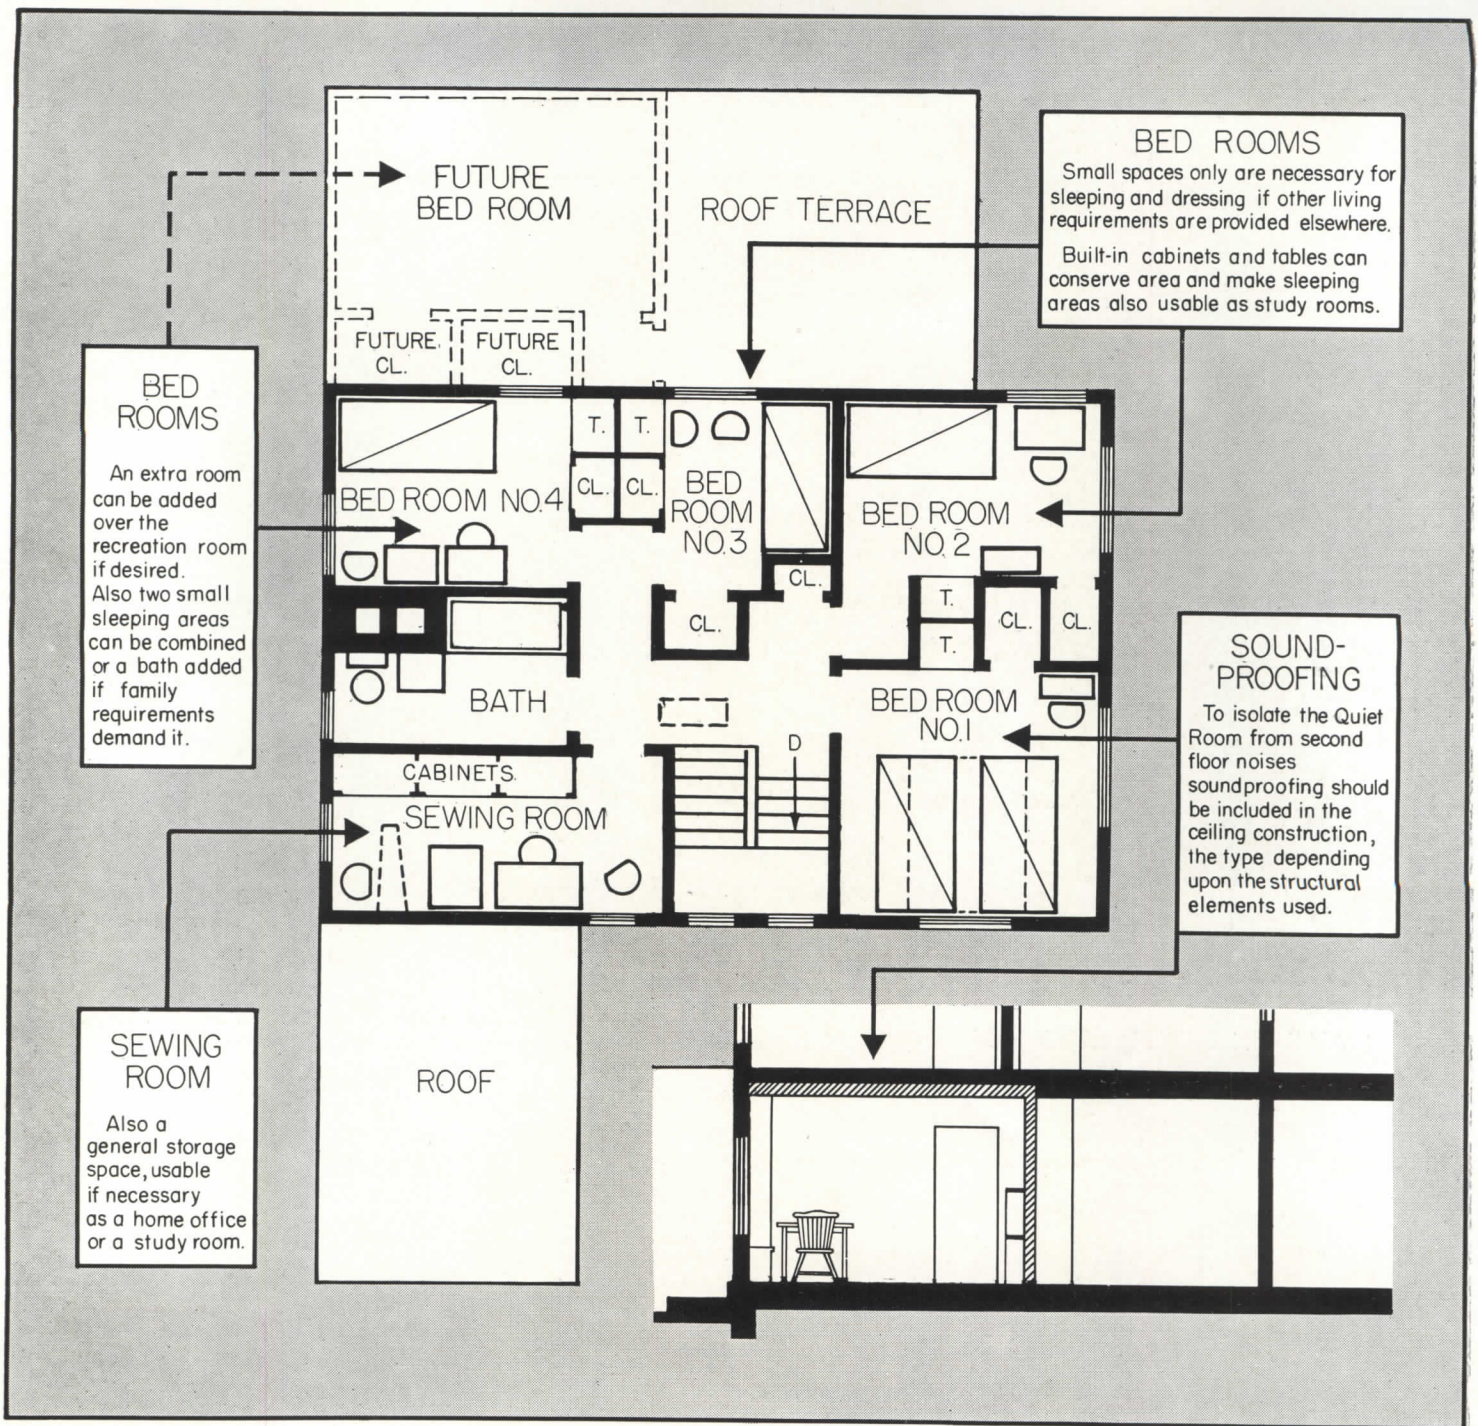 FUTURE
BED ROOM
ROOF TERRACE
BED ROOMS
Small spaces only are necessary for
sleeping and dressing if other living
requirements are provided elsewhere.
Built-in cabinets and tables can
conserve area and make sleeping
areas also usable as study rooms.
FUTURE
CL.
FUTURE
CL.
BED
ROOMS
An extra room
can be added
over the
recreation room
if desired.
Also two small
sleeping areas
can be combined
or a bath added
if family
requirements
demand it.
T.
T.
CL.
CL.
BED ROOM NO.4
BED
ROOM
NO.3
CL.
CL.
BED ROOM
NO.2
T.
T.
CL.
CL.
BATH
BED ROOM
NO.1
D
CABINETS
SEWING ROOM
SOUND-
PROOFING
To isolate the Quiet
Room from second
floor noises
soundproofing should
be included in the
ceiling construction,
the type depending
upon the structural
elements used.
SEWING
ROOM
Also a
general storage
space, usable
if necessary
as a home office
or a study room.
ROOF